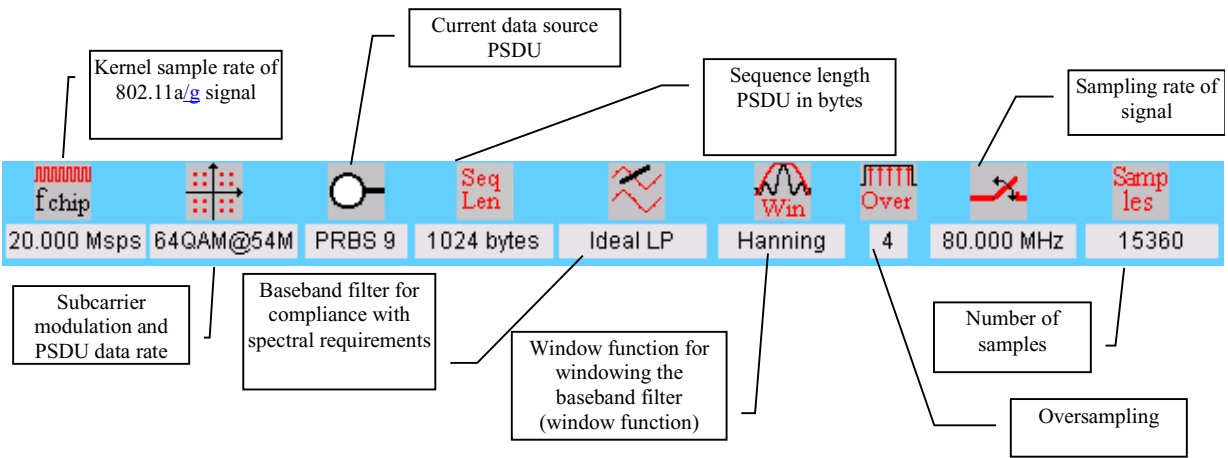 Current data source
PSDU
Kernel sample rate of
802.11a/g signal
Sequence length
PSDU in bytes
Sampling rate of
signal
f chip
Seq
Len
Win
Over
Samp
les
20.000 Msps
64QAM@54M
PRBS 9
1024 bytes
Ideal LP
Hanning
4
80.000 MHz
15360
Subcarrier
modulation and
PSDU data rate
Baseband filter for
compliance with
spectral requirements
Window function for
windowing the
baseband filter
(window function)
Number of
samples
Oversampling